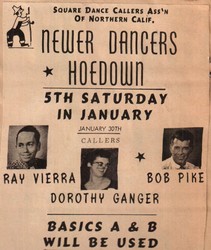 SQUARE DANCE CALLERS ASS'N
OF NORTHERN CALIF.
NEWER DANCERS
HOEDOWN
5TH SATURDAY
IN JANUARY
JANUARY 30TH
CALLERS
RAY VIERRA
BOB PIKE
DOROTHY GANGER
BASICS A & B
WILL BE USED